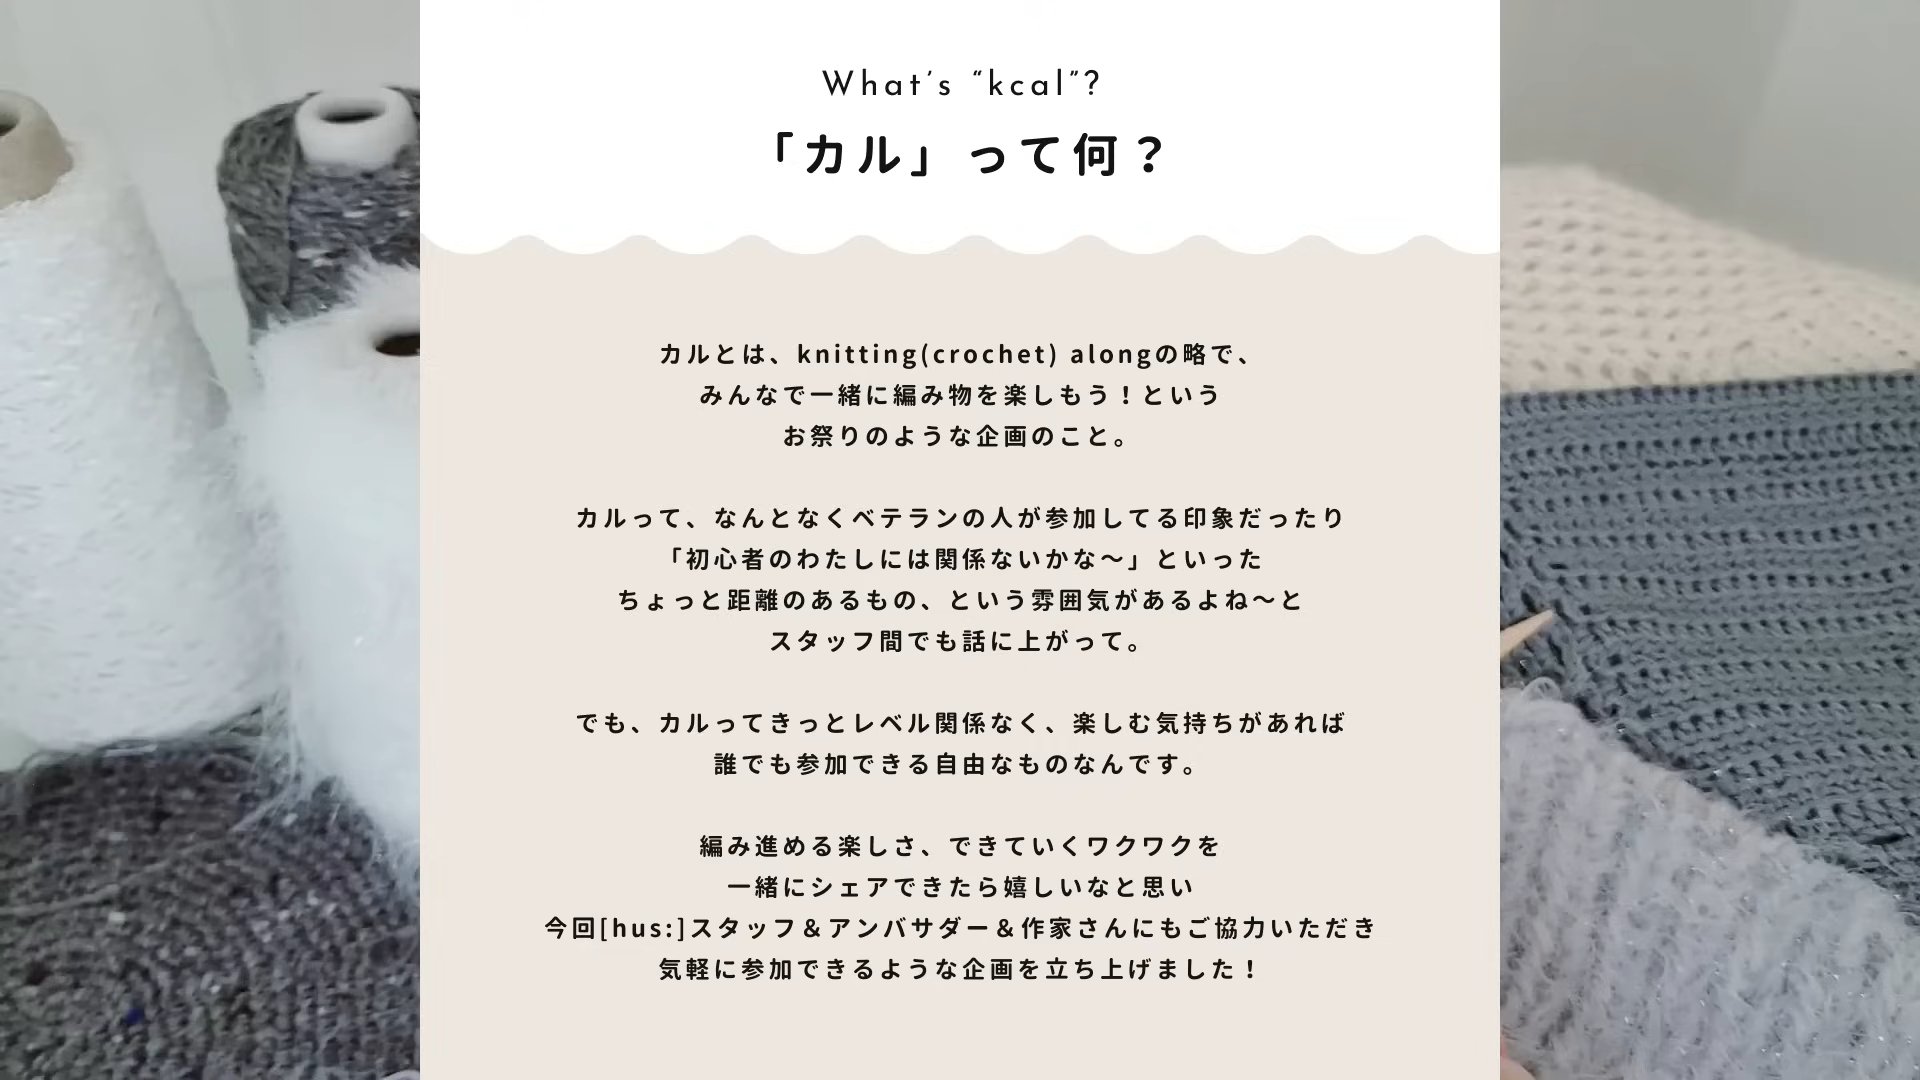 What's “kcal”?
「カル」って何？
カルとは、knitting(crochet) alongの略で、
みんなで一緒に編み物を楽しもう！という
お祭りのような企画のこと。
カルって、なんとなくベテランの人が参加してる印象だったり
「初心者のわたしには関係ないかな〜」といった
ちょっと距離のあるもの、という雰囲気があるよね〜と
スタッフ間でも話に上がって。
でも、カルってきっとレベル関係なく、楽しむ気持ちがあれば
誰でも参加できる自由なものなんです。
編み進める楽しさ、できていくワクワクを
一緒にシェアできたら嬉しいなと思い
今回[hus:]スタッフ＆アンバサダー＆作家さんにもご協力いただき
気軽に参加できるような企画を立ち上げました！